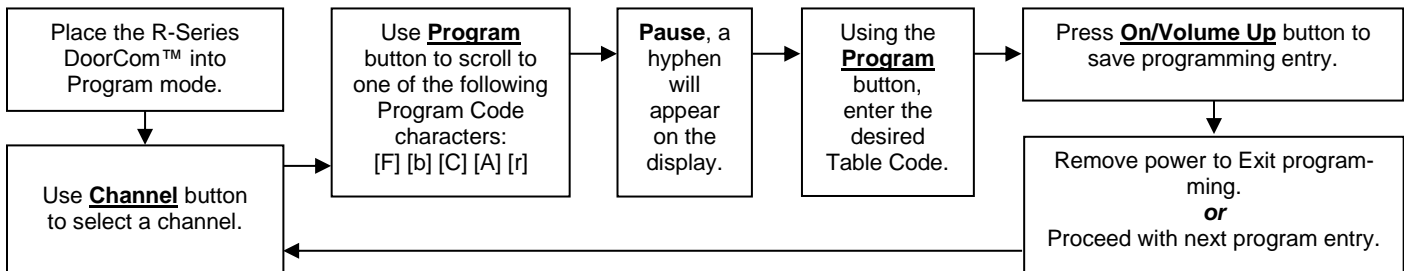 Place the R-Series
DoorCom™ into
Program mode.
Use Channel button
to select a channel.
Use Program
button to scroll to
one of the following
Program Code
characters:
[F] [b] [C] [A] [r]
Pause, a
hyphen
will
appear
on the
display.
Using the
Program
button,
enter the
desired
Table Code.
Press On/Volume Up button to
save programming entry.
Remove power to Exit program-
ming.
or
Proceed with next program entry.